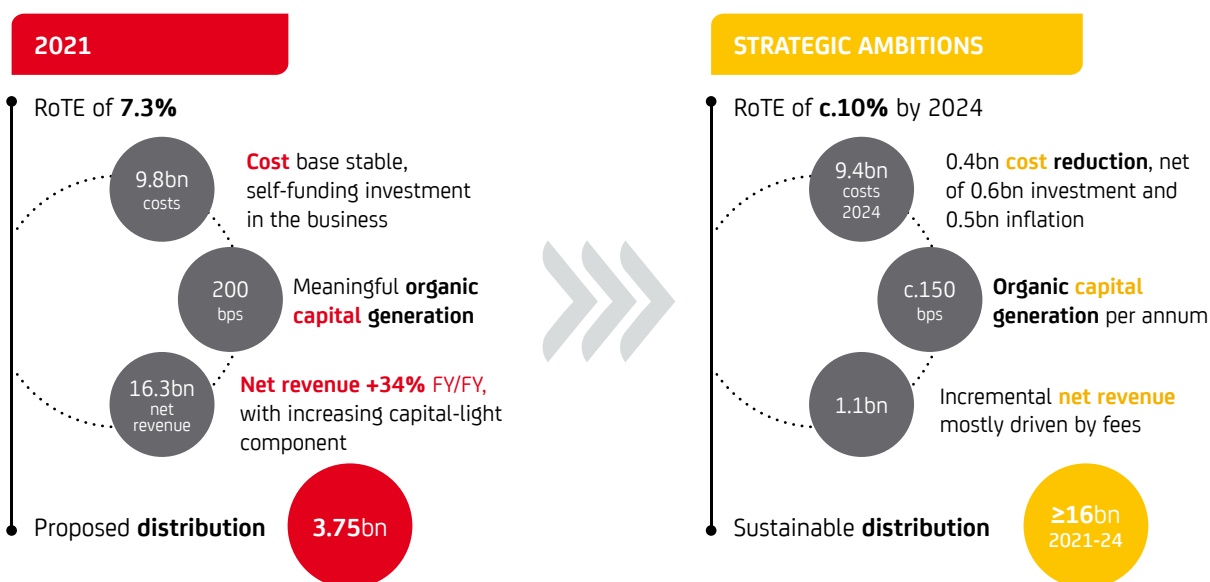 2021
RoTE of 7.3%
9.8bn
costs
Cost base stable,
self-funding investment
in the business
200
bps
Meaningful organic
capital generation
16.3bn
net
revenue
Net revenue +34% FY/FY,
with increasing capital-light
component
Proposed distribution
3.75bn
STRATEGIC AMBITIONS
RoTE of c.10% by 2024
9.4bn
costs
2024
0.4bn cost reduction, net
of 0.6bn investment and
0.5bn inflation
c.150
bps
Organic capital
generation per annum
1.1bn
Incremental net revenue
mostly driven by fees
Sustainable distribution
≥16bn
2021-24